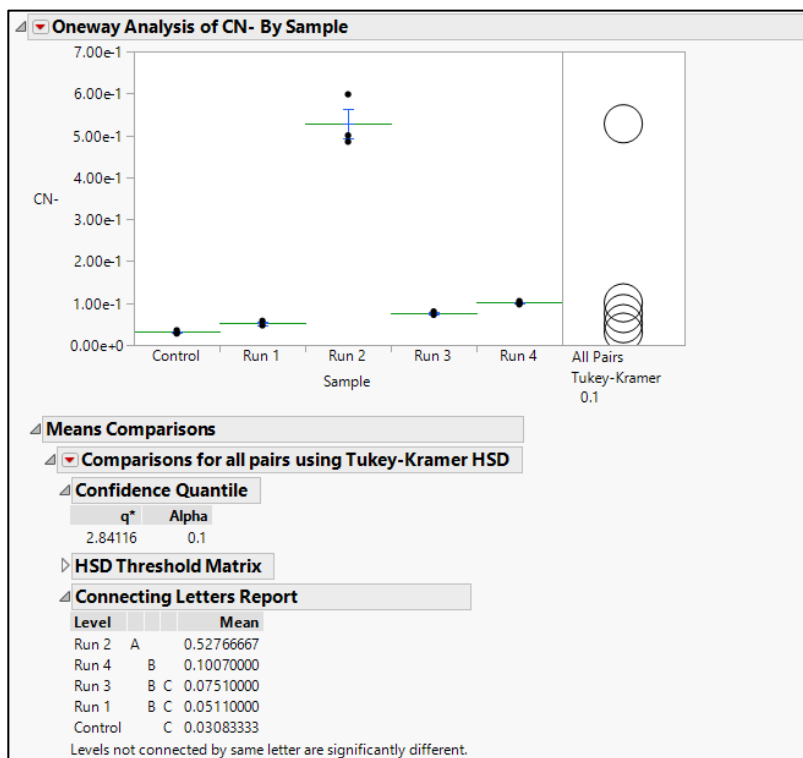 Oneway Analysis of CN- By Sample
7.00e-1
6.00e-1
5.00e-1
4.00e-1
CN-
3.00e-1
2.00e-1
1.00e-1
0.00e+0
Control Run 1 Run 2 Run 3 Run 4
Sample
All Pairs
Tukey-Kramer
0.1
Means Comparisons
Comparisons for all pairs using Tukey-Kramer HSD
Confidence Quantile
q* Alpha
2.84116 0.1
HSD Threshold Matrix
Connecting Letters Report
Level Mean
Run 2 A 0.52766667
Run 4 B 0.10070000
Run 3 B C 0.07510000
Run 1 B C 0.05110000
Control C 0.03083333
Levels not connected by same letter are significantly different.